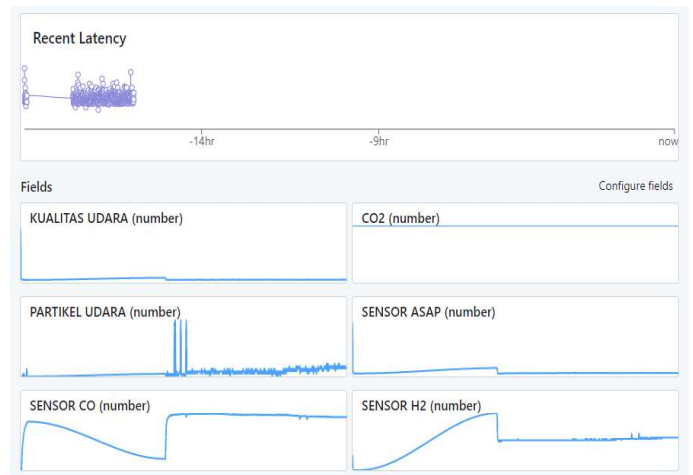 Recent Latency
-14hr
-9hr
now
Fields
Configure fields
KUALITAS UDARA (number)
CO2 (number)
PARTIKEL UDARA (number)
SENSOR ASAP (number)
SENSOR CO (number)
SENSOR H2 (number)